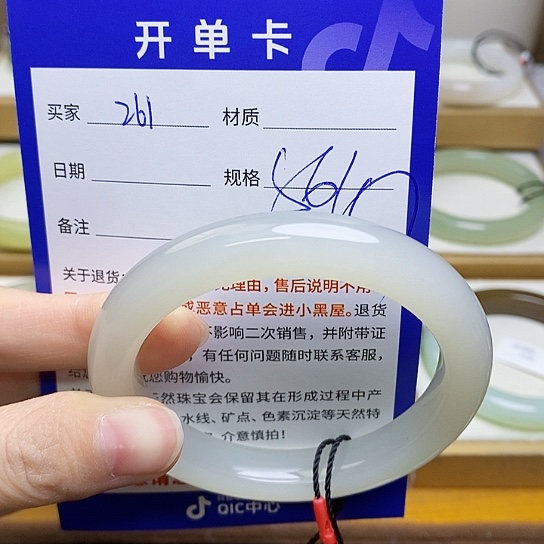 开单卡
买家 261 材质
日期 规格
备注
关于退货:
理由，售后说明不用
恶意占单会进小黑屋。退货
不影响二次销售，并附带证
，有任何问题随时联系客服，
您购物愉快。
然珠宝会保留其在形成过程中产
水线、矿点、色素沉淀等天然特
介意慎拍！
QIC中心